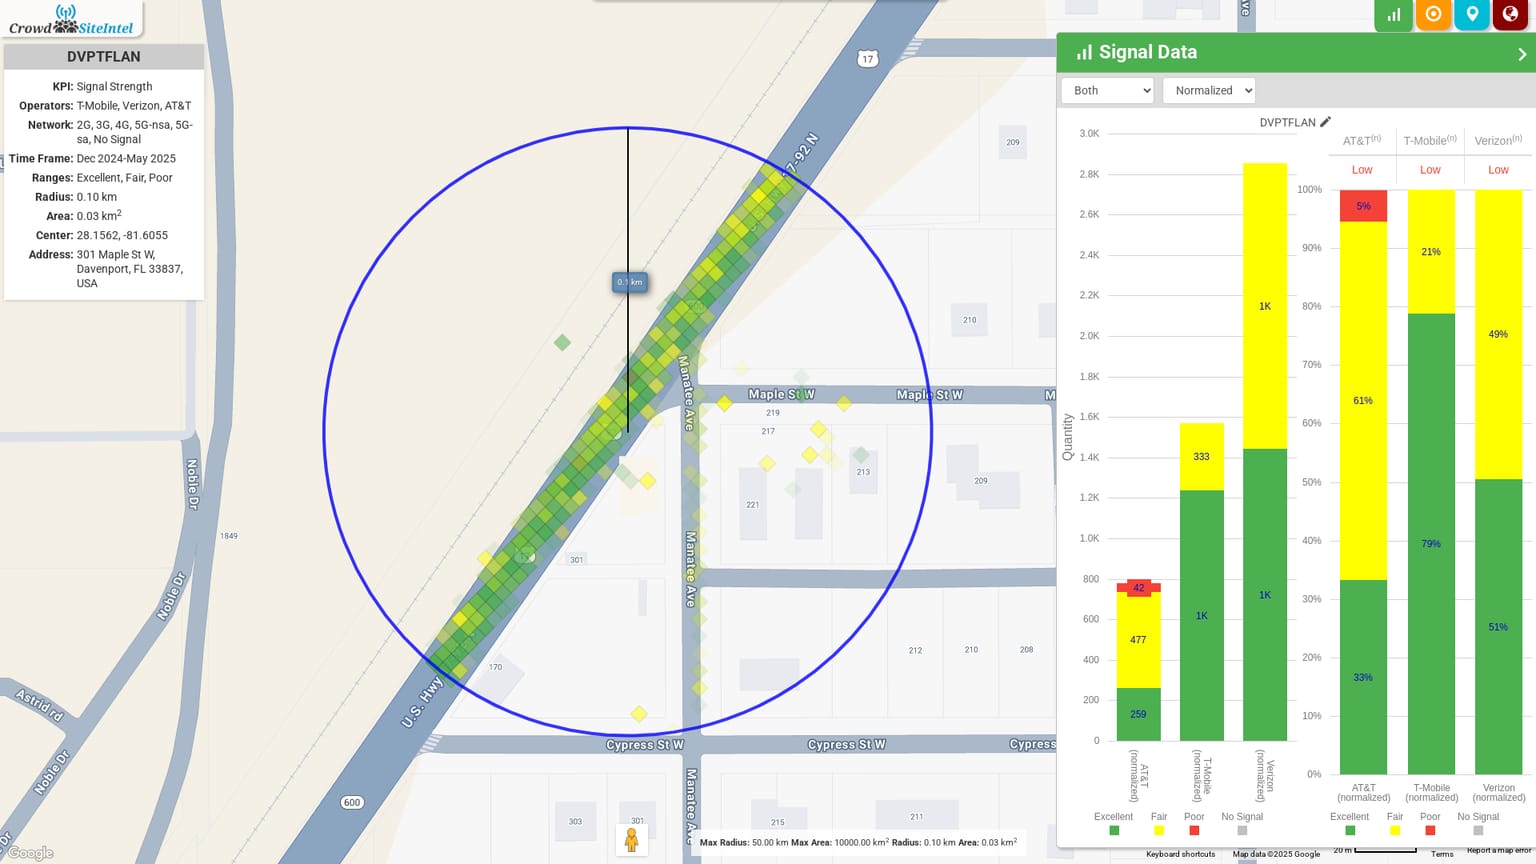 Crowd SiteIntel
DVPTFLAN
KPI: Signal Strength
Operators: T-Mobile, Verizon, AT&T
Network: 2G, 3G, 4G, 5G-nsa, 5G-
sa, No Signal
Time Frame: Dec 2024-May 2025
Ranges: Excellent, Fair, Poor
Radius: 0.10 km
Area: 0.03 km²
Center: 28.1562, -81.6055
Address: 301 Maple St W,
Davenport, FL 33837,
USA
Ave
17
7-92 N
209
0.1 km
210
Manatee Ave
Maple St W
Maple St W
M
219
217
213
209
221
Noble Dr
1849
Manatee Ave
301
17
Noble Dr
212
210
208
170
U.S. Hwy
Astrid rd
Cypress St W
Cypress St W
Cypress
Noble Dr
Manatee Ave
600
303
301
215
211
Dr
Google
Max Radius: 50.00 km Max Area: 10000.00 km² Radius: 0.10 km Area: 0.03 km²
Keyboard shortcuts
Map data ©2025 Google
20 m
Terms
Report a map error
Signal Data
Both
Normalized
DVPTFLAN
3.0K
2.8K
2.6K
2.4K
2.2K
2.0K
1.8K
1.6K
1.4K
1.2K
1.0K
800
600
400
200
0
Quantity
42
477
259
333
1K
1K
1K
AT&T
(normalized)
T-Mobile
(normalized)
Verizon
(normalized)
Excellent
Fair
Poor
No Signal
AT&T(n)
T-Mobile(n)
Verizon(n)
Low
Low
Low
100%
90%
80%
70%
60%
50%
40%
30%
20%
10%
0%
5%
61%
33%
21%
79%
49%
51%
AT&T
(normalized)
T-Mobile
(normalized)
Verizon
(normalized)
Excellent
Fair
Poor
No Signal